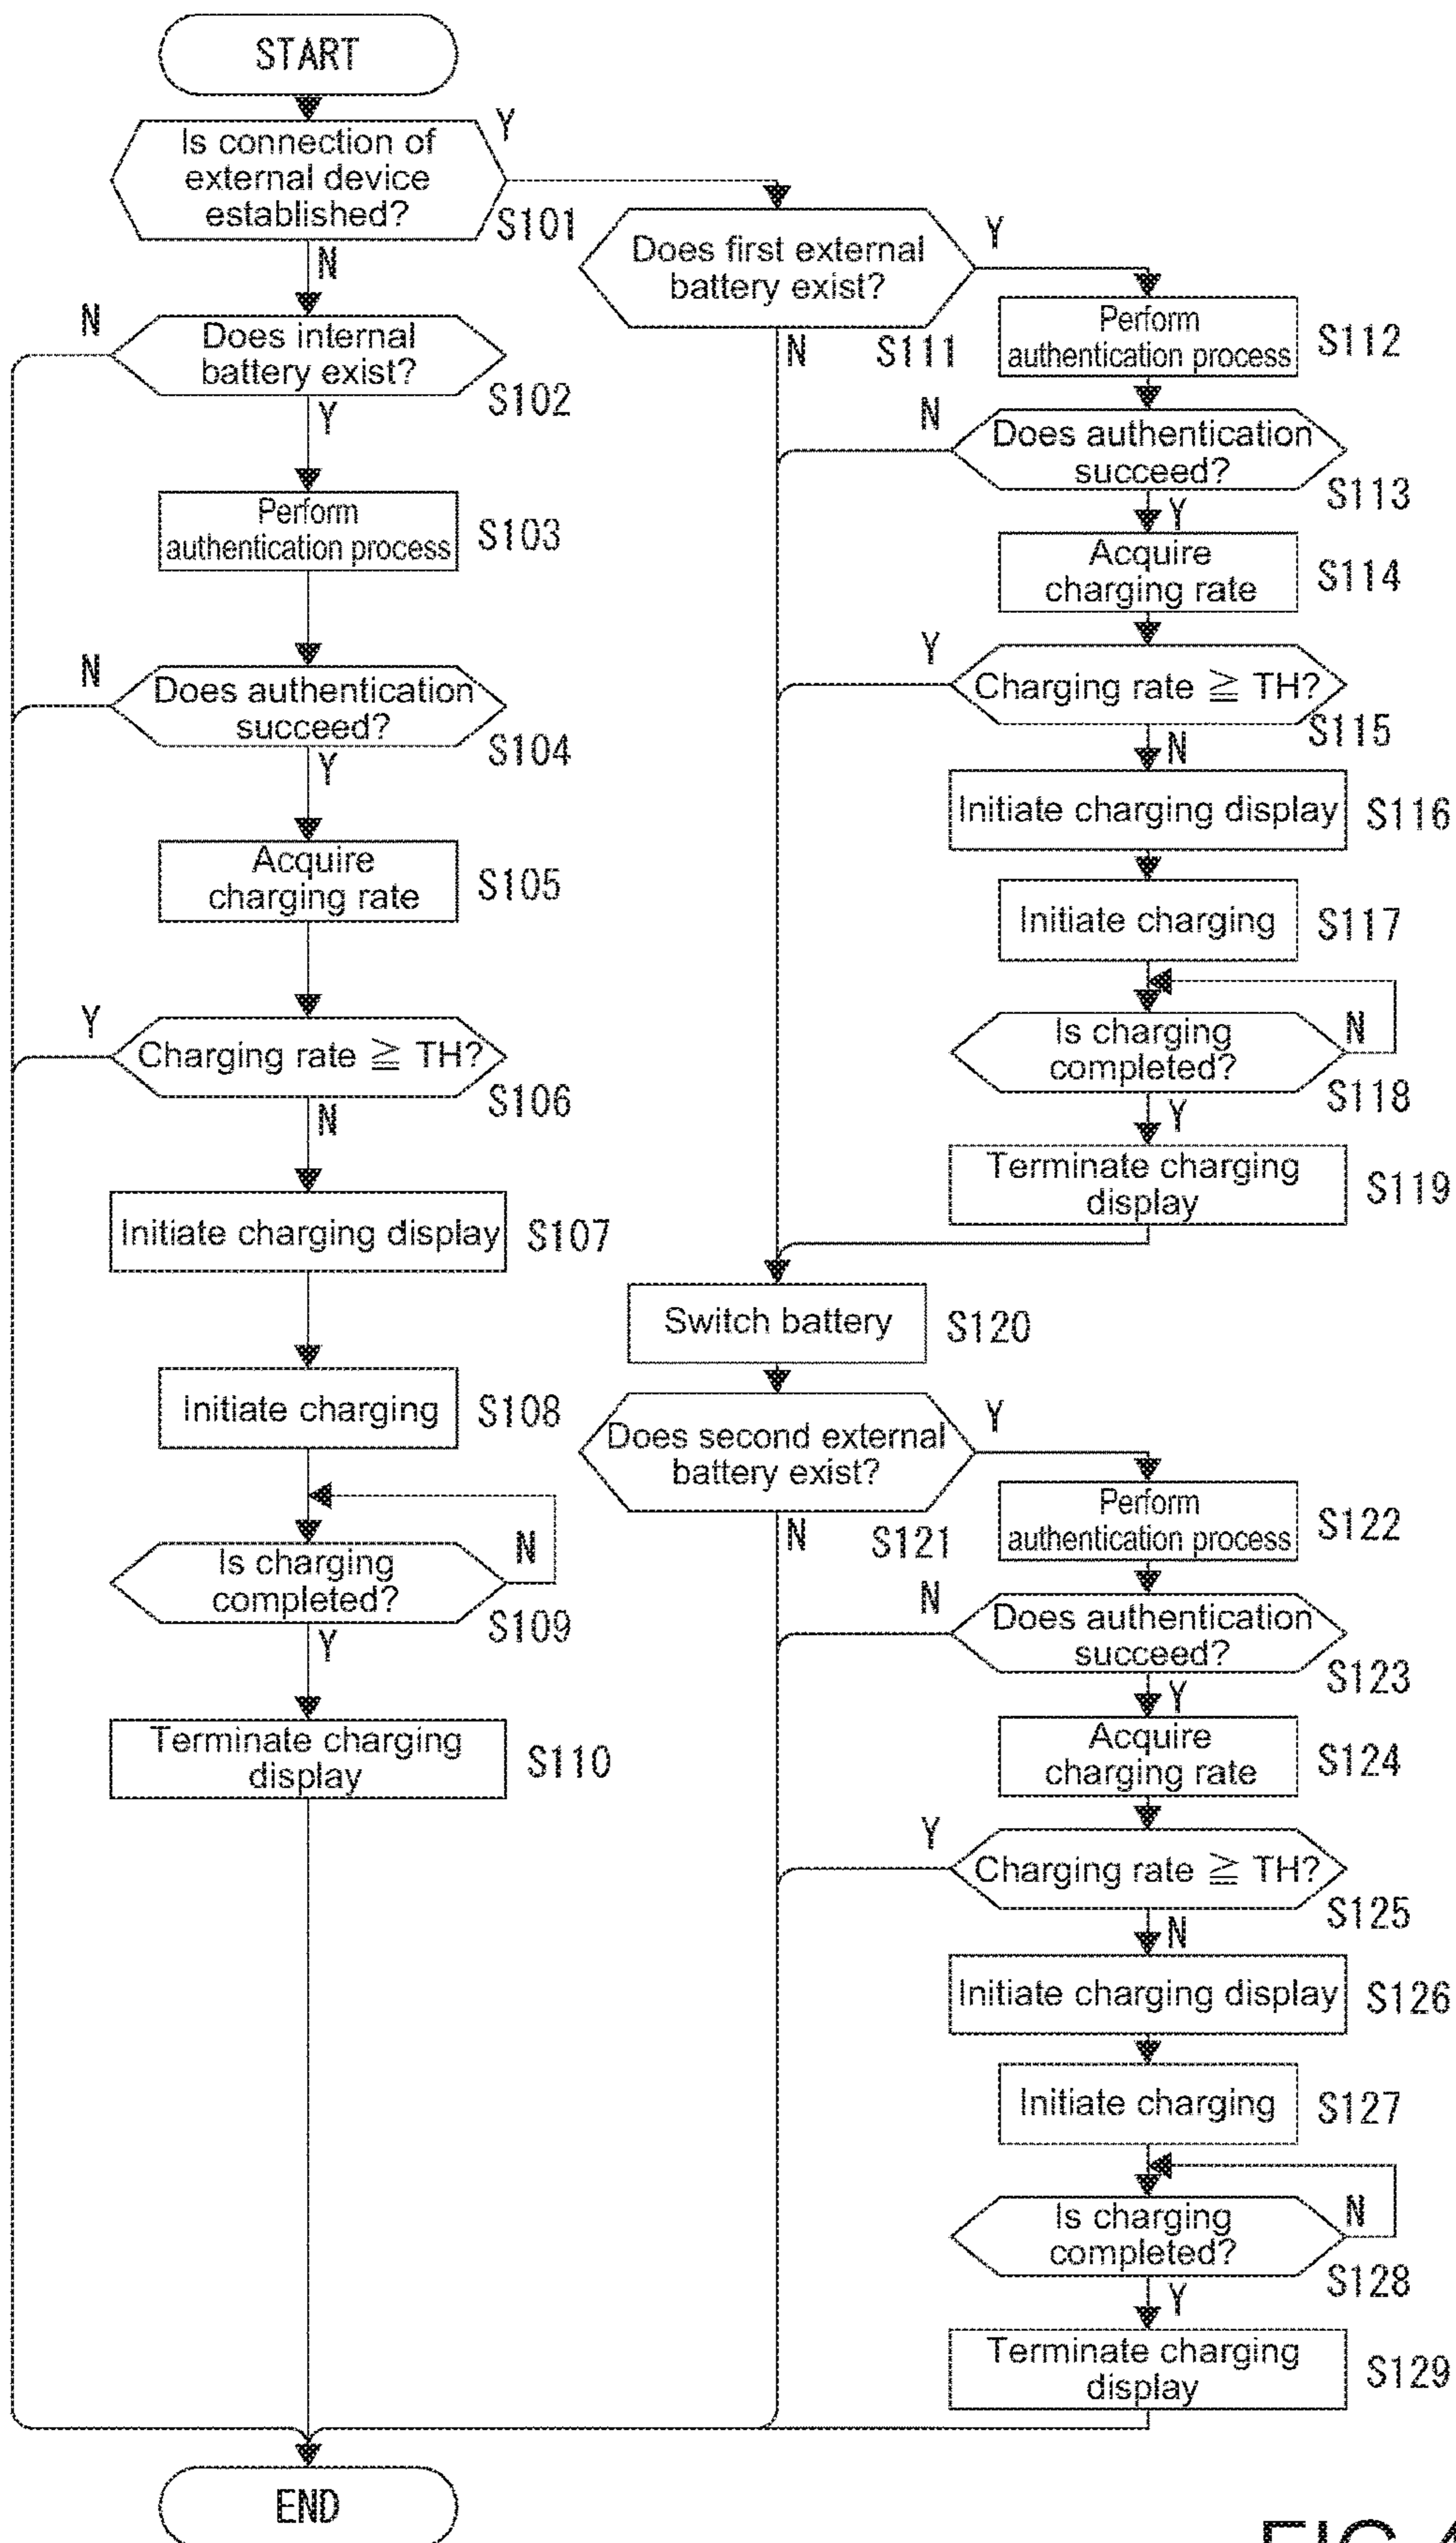 START
Is connection of
external device
established?
Y
S101
N
Does internal
battery exist?
N
S102
Y
Perform
authentication process
S103
Does authentication
succeed?
N
S104
Y
Acquire
charging rate
S105
Charging rate ≧ TH?
Y
S106
N
Initiate charging display
S107
Initiate charging
S108
Is charging
completed?
N
S109
Y
Terminate charging
display
S110
Does first external
battery exist?
Y
S111
N
Perform
authentication process
S112
Does authentication
succeed?
N
S113
Y
Acquire
charging rate
S114
Charging rate ≧ TH?
Y
S115
N
Initiate charging display
S116
Initiate charging
S117
Is charging
completed?
N
S118
Y
Terminate charging
display
S119
Switch battery
S120
Does second external
battery exist?
Y
S121
N
Perform
authentication process
S122
Does authentication
succeed?
N
S123
Y
Acquire
charging rate
S124
Charging rate ≧ TH?
Y
S125
N
Initiate charging display
S126
Initiate charging
S127
Is charging
completed?
N
S128
Y
Terminate charging
display
S129
END